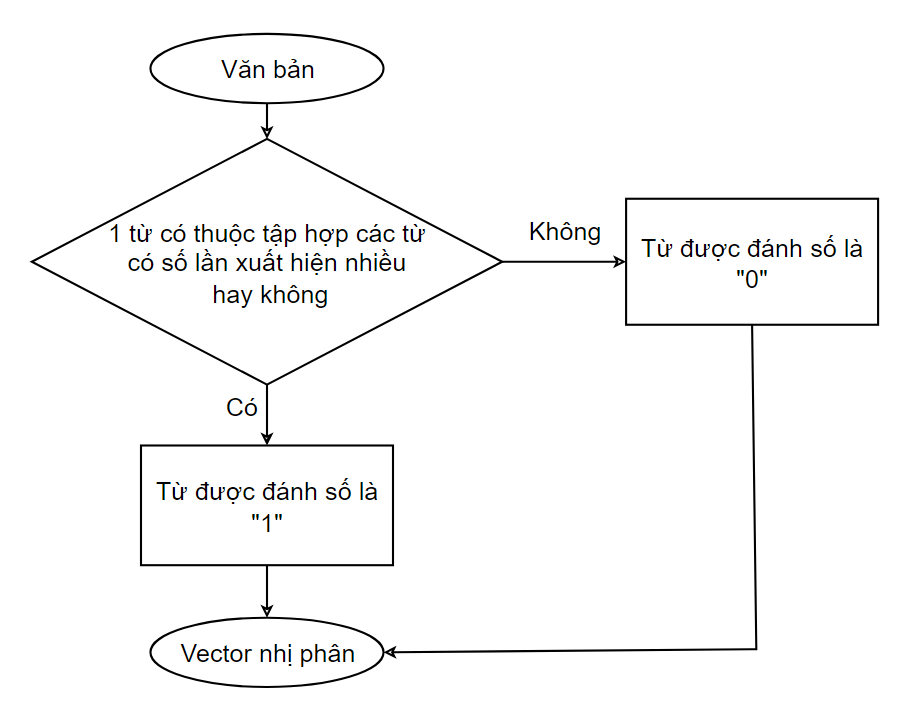 Văn bản
1 từ có thuộc tập hợp các từ
có số lần xuất hiện nhiều
hay không
Không
Từ được đánh số là
"0"
Có
Từ được đánh số là
"1"
Vector nhị phân